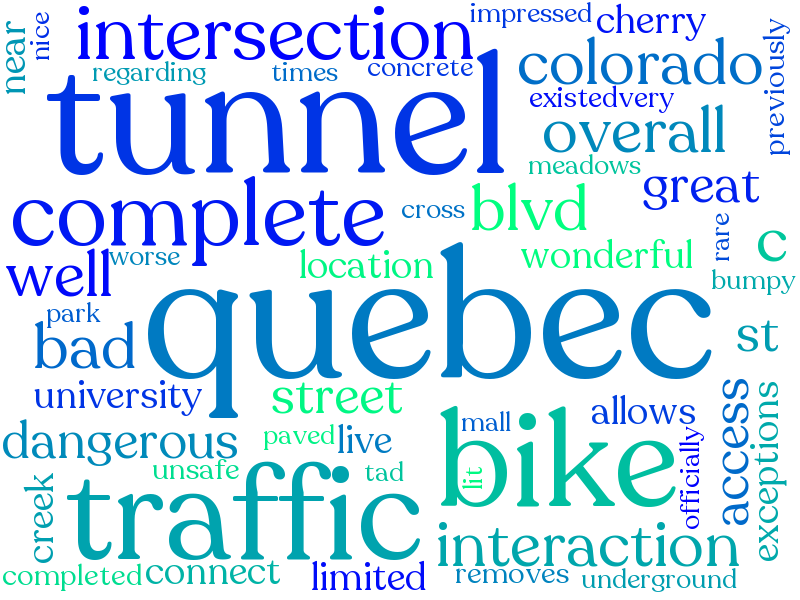 impressed
cherry
near
nice
intersection
previously
regarding
times
concrete
colorado
tunnel
existedvery
overall
meadows
great
complete
cross
blvd
rare
c
well
worse
location
wonderful
bumpy
park
quebec
bad
st
university
street
access
exceptions
allows
dangerous
paved
live
mall
bike
officially
unsafe
tad
lit
creek
traffic
interaction
completed
connect
limited
removes
underground